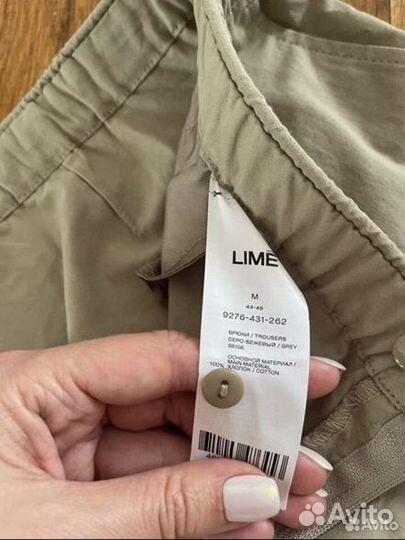 LIMÉ
M
44-46
9276-431-262
БРЮКИ / TROUSERS
СЕРО-БЕЖЕВЫЙ / GREY
BEIGE
ОСНОВНОЙ МАТЕРИАЛ /
MAIN MATERIAL
100% ХЛОПОК / COTTON
Avito